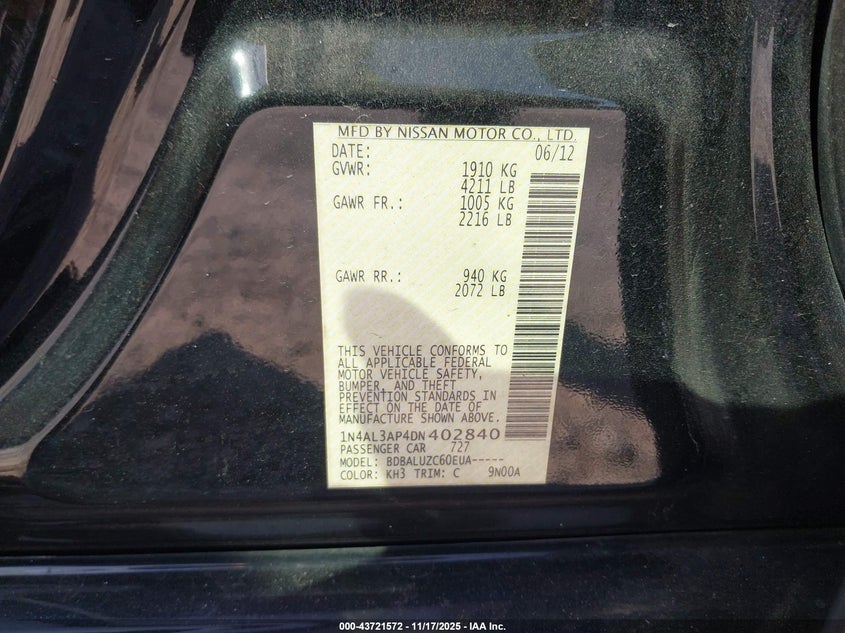 MFD BY NISSAN MOTOR CO., LTD.
DATE: 06/12
GVWR: 1910 KG
4211 LB
GAWR FR.: 1005 KG
2216 LB
GAWR RR.: 940 KG
2072 LB
THIS VEHICLE CONFORMS TO
ALL APPLICABLE FEDERAL
MOTOR VEHICLE SAFETY,
BUMPER, AND THEFT
PREVENTION STANDARDS IN
EFFECT ON THE DATE OF
MANUFACTURE SHOWN ABOVE.
1N4AL3AP4DN402840
PASSENGER CAR 727
MODEL: BDBALUZC60EUA-----
COLOR: KH3 TRIM: C 9N00A
000-43721572 — 11/17/2025 - IAA Inc.